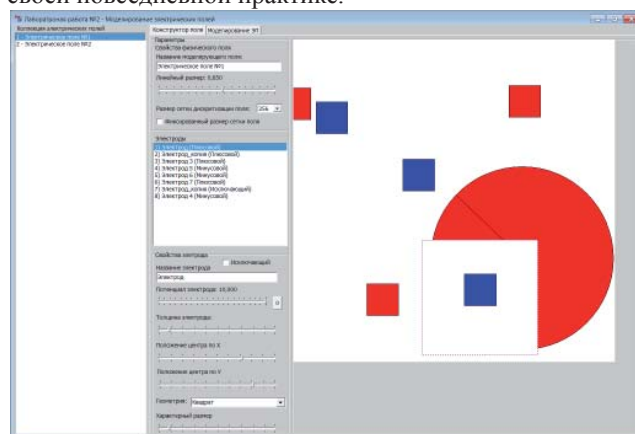 своей повседневной практике.
Лабораторная работа №2 - Моделирование электрических полей
Коллекция электрических полей
1 - Электрическое поле №1
2 - Электрическое поле №2
Конструктор поля
Моделирование ЭП
Параметры
Свойства физического поля
Название моделируемого поля:
Электрическое поле №1
Линейный размер: 0,850
Размер сетки дискретизации поля: 256
Фиксированный размер сетки поля
Электроды
1) Электрод (Плюсовой)
2) Электрод_копия (Плюсовой)
3) Электрод 3 (Плюсовой)
4) Электрод 5 (Минусовой)
5) Электрод 6 (Минусовой)
6) Электрод 7 (Плюсовой)
7) Электрод_копия (Исключающий)
8) Электрод 4 (Минусовой)
Свойства электрода
Исключающий
Название электрода
Электрод
Потенциал электрода: 10,000
0
Толщина электрода:
Положение центра по X
Положение центра по Y
Геометрия: Квадрат
Характерный размер